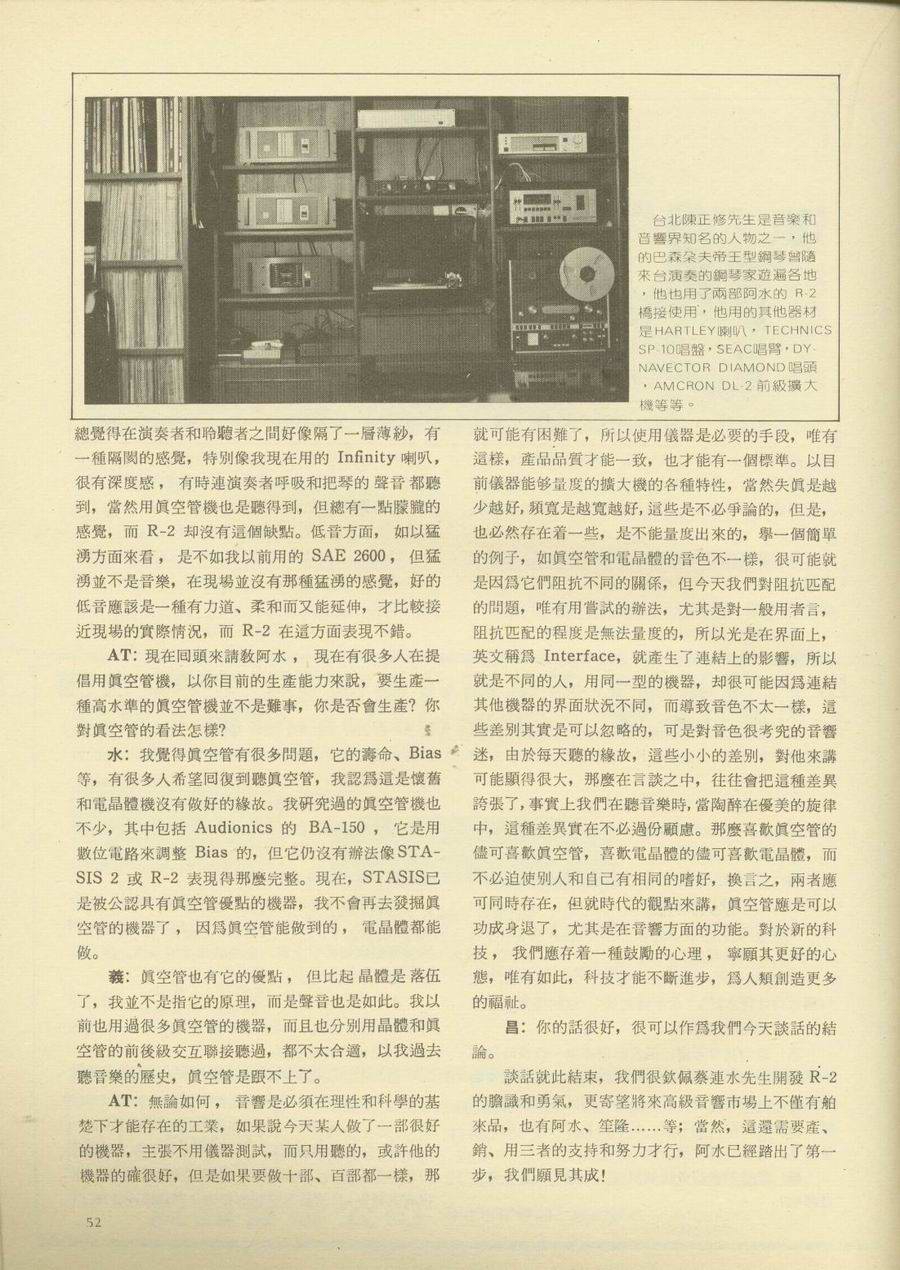 台北陳正修先生是音樂和
音響界知名的人物之一，他
的巴森朶夫帝王型鋼琴曾隨
來台演奏的鋼琴家遊遍各地
，他也用了兩部阿水的 R-2
橋接使用，他用的其他器材
是HARTLEY喇叭，TECHNICS
SP-10唱盤，SEAC唱臂，DY-
NAVECTOR DIAMOND唱頭
，AMCRON DL-2 前級擴大
機等等。
總覺得在演奏者和聆聽者之間好像隔了一層薄紗，有
一種隔閡的感覺，特別像我現在用的 Infinity 喇叭，
很有深度感，有時連演奏者呼吸和把琴的聲音都聽
到，當然用眞空管機也是聽得到，但總有一點朦朧的
感覺，而 R-2 却沒有這個缺點。低音方面，如以猛
湧方面來看，是不如我以前用的 SAE 2600，但猛
湧並不是音樂，在現場並沒有那種猛湧的感覺，好的
低音應該是一種有力道、柔和而又能延伸，才比較接
近現場的實際情況，而 R-2 在這方面表現不錯。
AT：現在囘頭來請敎阿水，現在有很多人在提
倡用眞空管機，以你目前的生產能力來說，要生產一
種高水準的眞空管機並不是難事，你是否會生產？你
對眞空管的看法怎樣？
水：我覺得眞空管有很多問題，它的壽命、Bias
等，有很多人希望囘復到聽眞空管，我認爲這是懷舊
和電晶體機沒有做好的緣故。我硏究過的眞空管機也
不少，其中包括 Audionics 的 BA-150，它是用
數位電路來調整 Bias 的，但它仍沒有辦法像STA-
SIS 2 或 R-2 表現得那麼完整。現在，STASIS已
是被公認具有眞空管優點的機器，我不會再去發掘眞
空管的機器了，因爲眞空管能做到的，電晶體都能
做。
義：眞空管也有它的優點，但比起晶體是落伍
了，我並不是指它的原理，而是聲音也是如此。我以
前也用過很多眞空管的機器，而且也分別用晶體和眞
空管的前後級交互聯接聽過，都不太合適，以我過去
聽音樂的歷史，眞空管是跟不上了。
AT：無論如何，音響是必須在理性和科學的基
楚下才能存在的工業，如果說今天某人做了一部很好
的機器，主張不用儀器測試，而只用聽的，或許他的
機器的確很好，但是如果要做十部、百部都一樣，那
就可能有困難了，所以使用儀器是必要的手段，唯有
這樣，產品品質才能一致，也才能有一個標準。以目
前儀器能够量度的擴大機的各種特性，當然失眞是越
少越好，頻寬是越寬越好，這些是不必爭論的，但是，
也必然存在着一些，是不能量度出來的，擧一個簡單
的例子，如眞空管和電晶體的音色不一樣，很可能就
是因爲它們阻抗不同的關係，但今天我們對阻抗匹配
的問題，唯有用嘗試的辦法，尤其是對一般用者言，
阻抗匹配的程度是無法量度的，所以光是在界面上，
英文稱爲 Interface，就產生了連結上的影響，所以
就是不同的人，用同一型的機器，却很可能因爲連結
其他機器的界面狀況不同，而導致音色不太一樣，這
些差別其實是可以忽略的，可是對音色很考究的音響
迷，由於每天聽的緣故，這些小小的差別，對他來講
可能顯得很大，那麼在言談之中，往往會把這種差異
誇張了，事實上我們在聽音樂時，當陶醉在優美的旋律
中，這種差異實在不必過份顧慮。那麼喜歡眞空管的
儘可喜歡眞空管，喜歡電晶體的儘可喜歡電晶體，而
不必迫使別人和自己有相同的嗜好，換言之，兩者應
可同時存在，但就時代的觀點來講，眞空管應是可以
功成身退了，尤其是在音響方面的功能。對於新的科
技，我們應存着一種鼓勵的心理，寧願其更好的心
態，唯有如此，科技才能不斷進步，爲人類創造更多
的福祉。
昌：你的話很好，很可以作爲我們今天談話的結
論。
談話就此結束，我們很欽佩蔡連水先生開發 R-2
的膽識和勇氣，更寄望將來高級音響市場上不僅有舶
來品，也有阿水、笙隆……等；當然，這還需要產、
銷、用三者的支持和努力才行，阿水已經踏出了第一
步，我們願見其成！
52